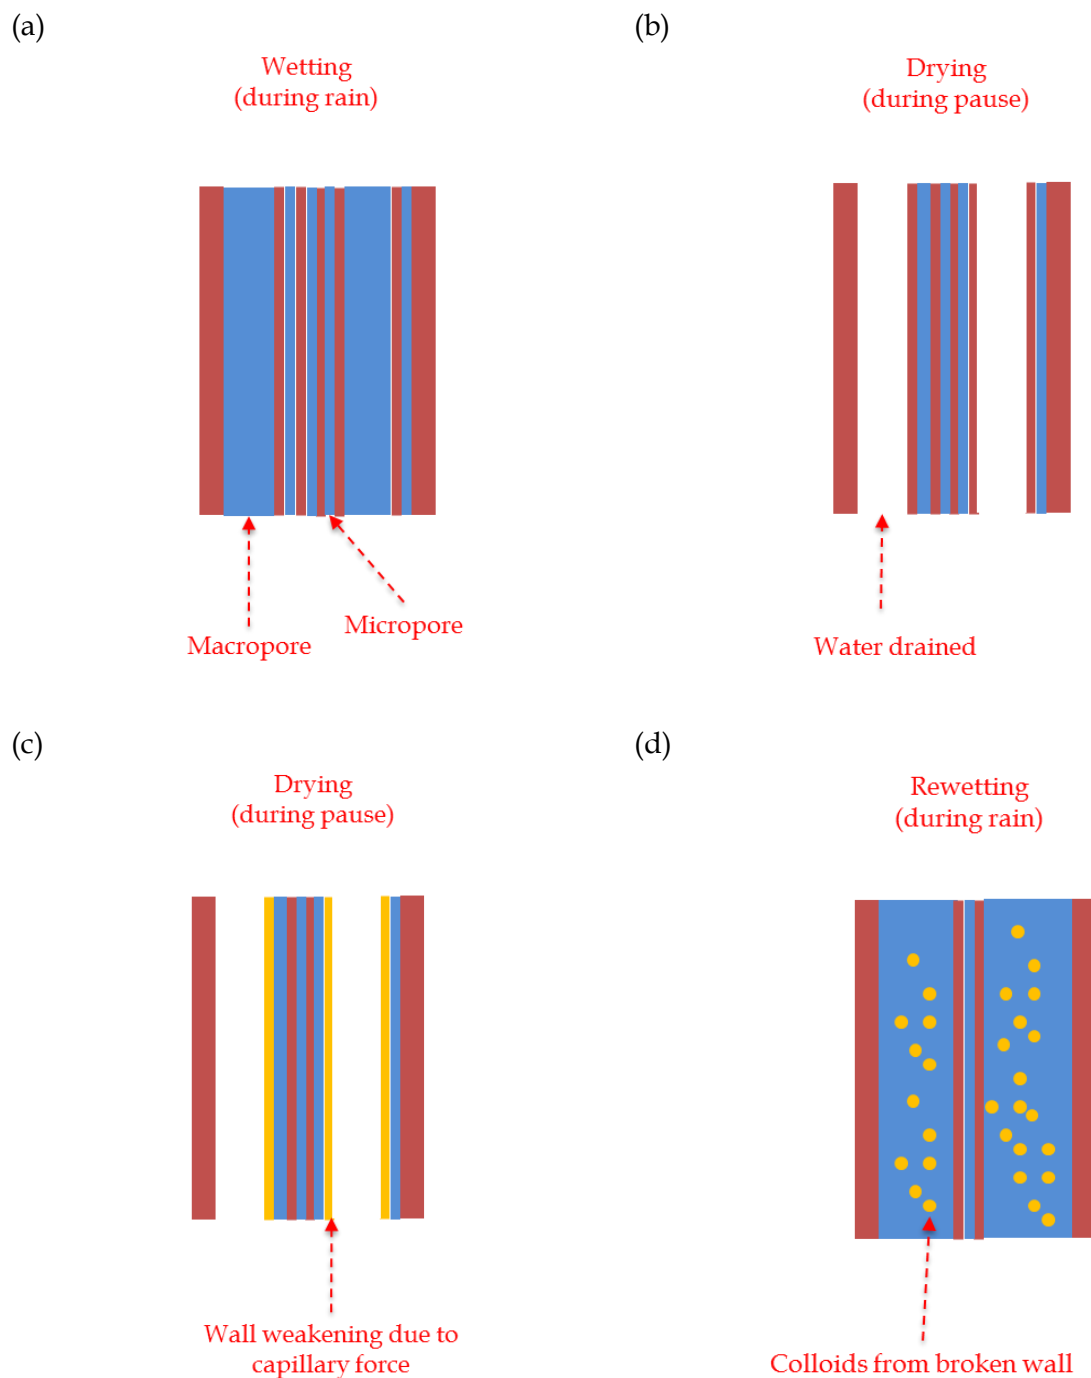 (a)
Wetting
(during rain)
Macropore
Micropore
(b)
Drying
(during pause)
Water drained
(c)
Drying
(during pause)
Wall weakening due to
capillary force
(d)
Rewetting
(during rain)
Colloids from broken wall